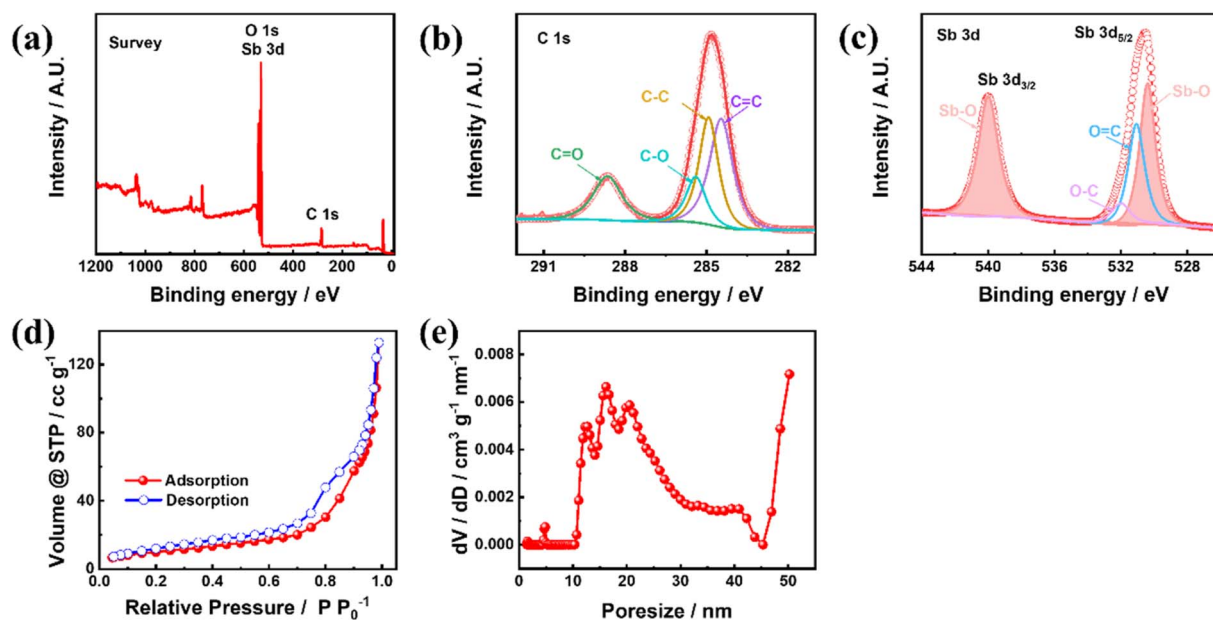 (a)
Survey
O 1s
Sb 3d
C 1s
Intensity / A.U.
1200 1000 800 600 400 200 0
Binding energy / eV
(b)
C 1s
C-C
C=C
C=O
C-O
Intensity / A.U.
291 288 285 282
Binding energy / eV
(c)
Sb 3d
Sb 3d5/2
Sb 3d3/2
Sb-O
Sb-O
O=C
O-C
Intensity / A.U.
544 540 536 532 528
Binding energy / eV
(d)
Volume @ STP / cc g-1
120
80
40
0
Adsorption
Desorption
0.0 0.2 0.4 0.6 0.8 1.0
Relative Pressure / P P0-1
(e)
dV / dD / cm3 g-1 nm-1
0.008
0.006
0.004
0.002
0.000
0 10 20 30 40 50
Poresize / nm